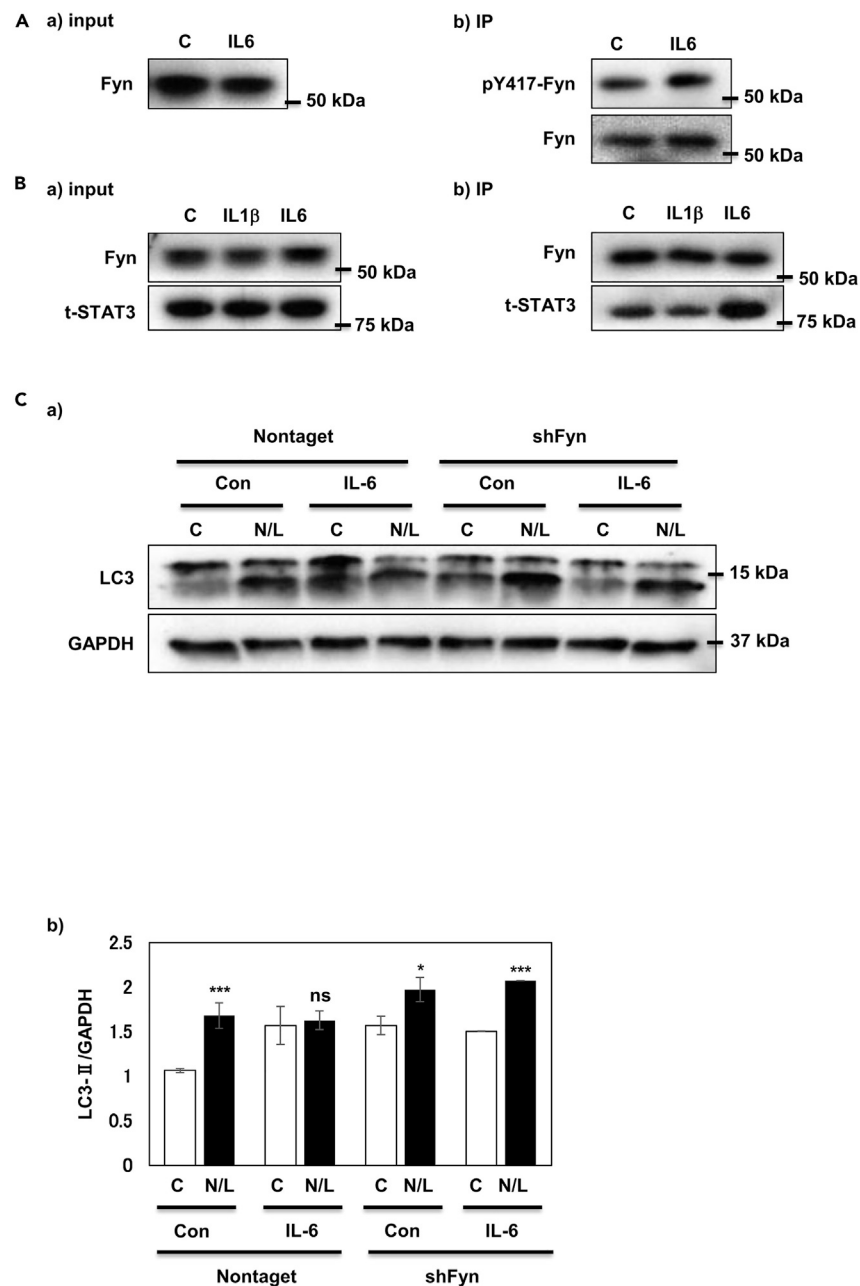 A a) input
C IL6
Fyn
50 kDa
b) IP
C IL6
pY417-Fyn
50 kDa
Fyn
50 kDa
B a) input
C IL1β IL6
Fyn
50 kDa
t-STAT3
75 kDa
b) IP
C IL1β IL6
Fyn
50 kDa
t-STAT3
75 kDa
C a)
Nontaget shFyn
Con IL-6 Con IL-6
C N/L C N/L C N/L C N/L
LC3
15 kDa
GAPDH
37 kDa
b)
LC3-Ⅱ/GAPDH
2.5
2
1.5
1
0.5
0
*** ns * ***
C N/L C N/L C N/L C N/L
Con IL-6 Con IL-6
Nontaget shFyn